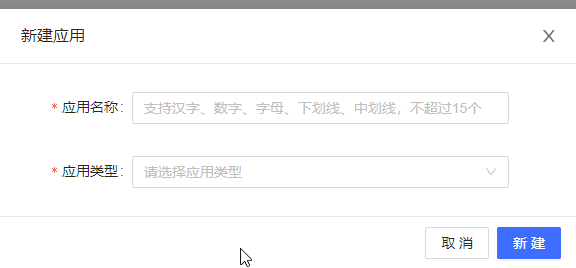 新建应用
* 应用名称: 支持汉字、数字、字母、下划线、中划线，不超过15个
* 应用类型: 请选择应用类型
取 消 新 建